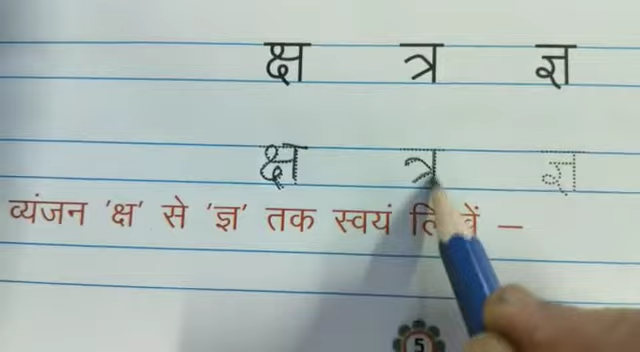 क्ष त्र ज्ञ
क्ष त्र ज्ञ
व्यंजन 'क्ष' से 'ज्ञ' तक स्वयं –
5